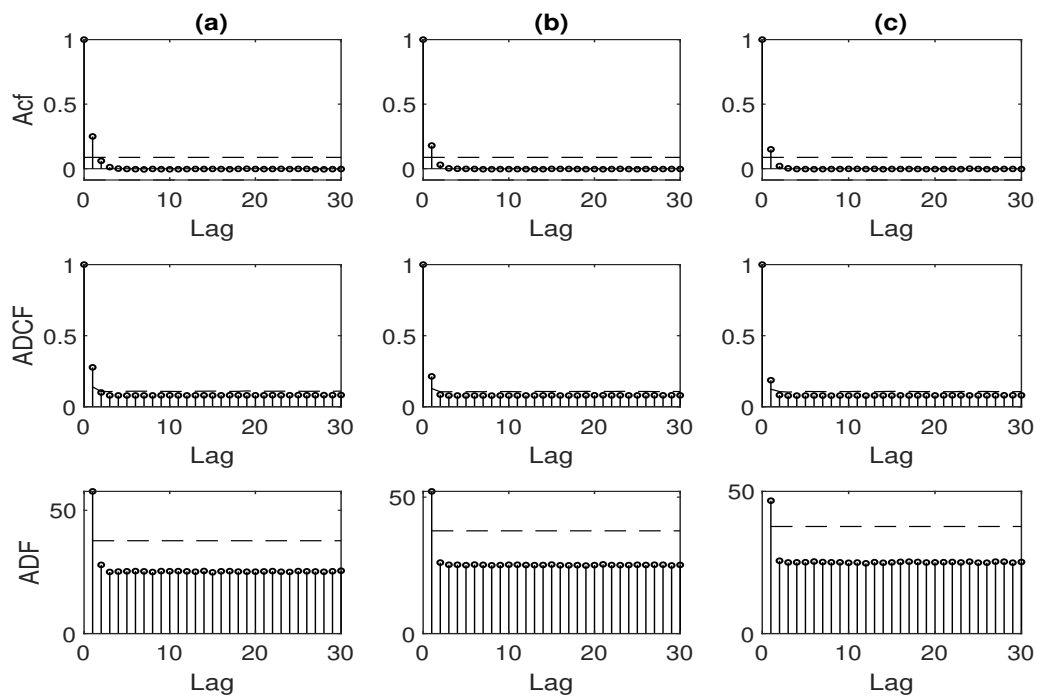 (a) (b) (c)
1 1 1
Acf 0.5 0.5 0.5
0 0 0
0 10 20 30 0 10 20 30 0 10 20 30
Lag Lag Lag
1 1 1
ADCF 0.5 0.5 0.5
0 0 0
0 10 20 30 0 10 20 30 0 10 20 30
Lag Lag Lag
50 50 50
ADF
0 0 0
0 10 20 30 0 10 20 30 0 10 20 30
Lag Lag Lag